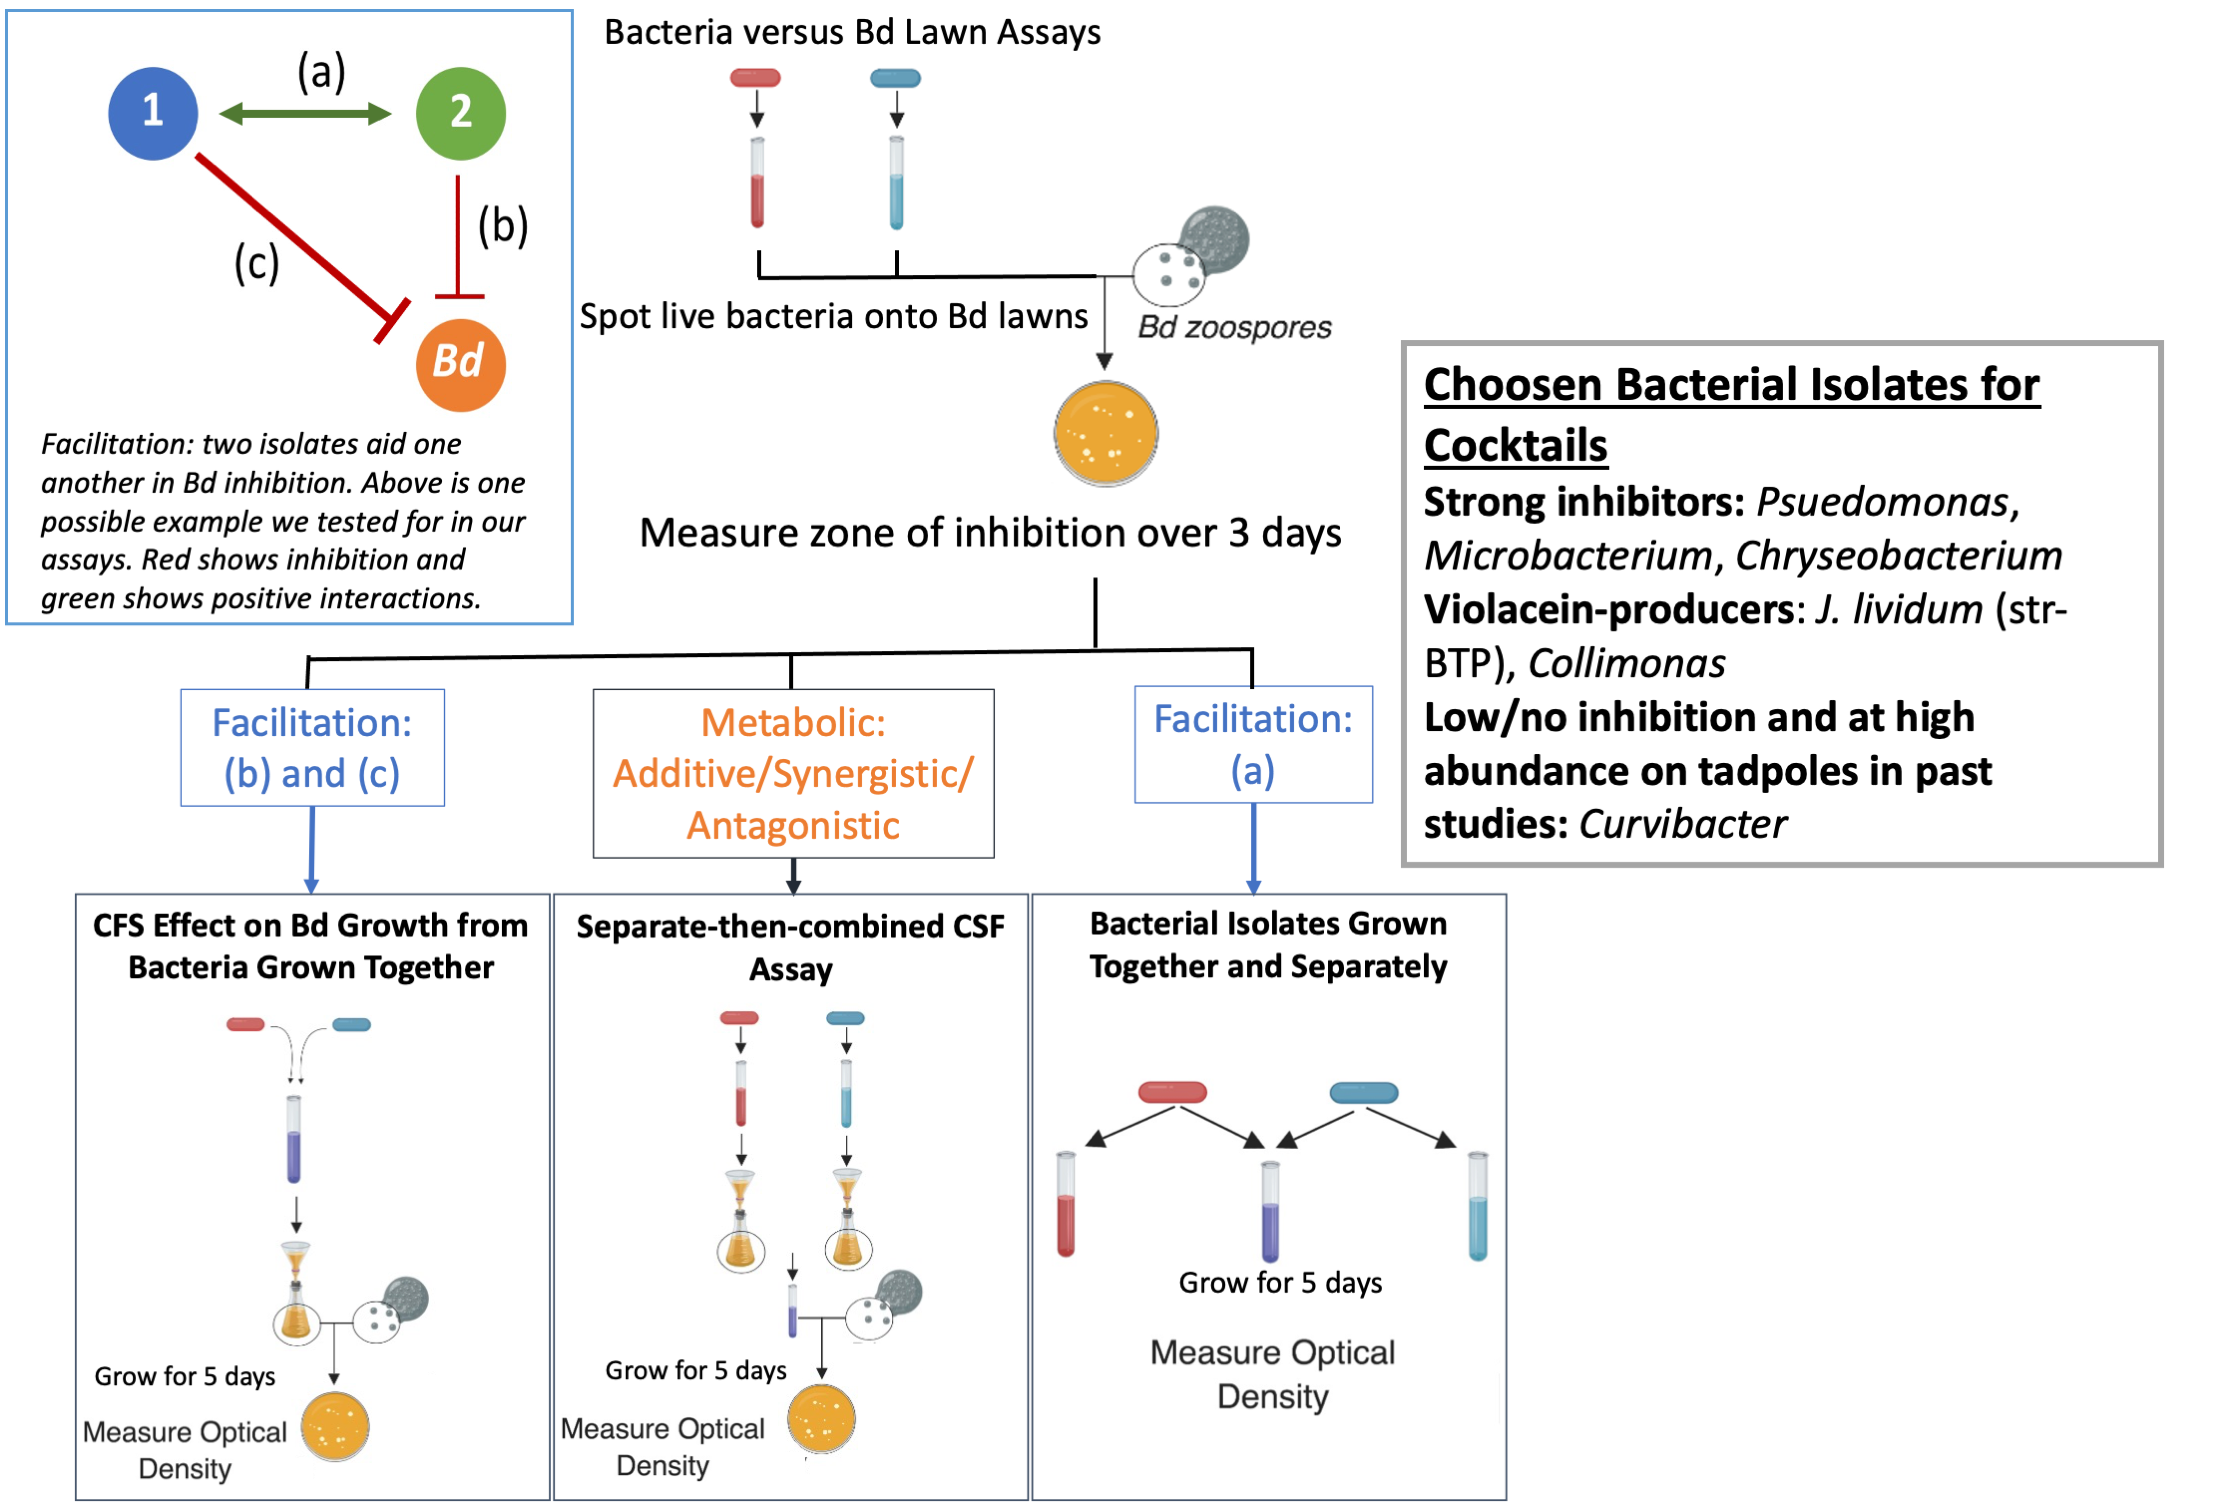 (a)
1
2
(b)
(c)
Bd
Facilitation: two isolates aid one
another in Bd inhibition. Above is one
possible example we tested for in our
assays. Red shows inhibition and
green shows positive interactions.
Bacteria versus Bd Lawn Assays
Spot live bacteria onto Bd lawns
Bd zoospores
Measure zone of inhibition over 3 days
Choosen Bacterial Isolates for
Cocktails
Strong inhibitors: Psuedomonas,
Microbacterium, Chryseobacterium
Violacein-producers: J. lividum (str-
BTP), Collimonas
Low/no inhibition and at high
abundance on tadpoles in past
studies: Curvibacter
Facilitation:
(b) and (c)
Metabolic:
Additive/Synergistic/
Antagonistic
Facilitation:
(a)
CFS Effect on Bd Growth from
Bacteria Grown Together
Grow for 5 days
Measure Optical
Density
Separate-then-combined CSF
Assay
Grow for 5 days
Measure Optical
Density
Bacterial Isolates Grown
Together and Separately
Grow for 5 days
Measure Optical
Density